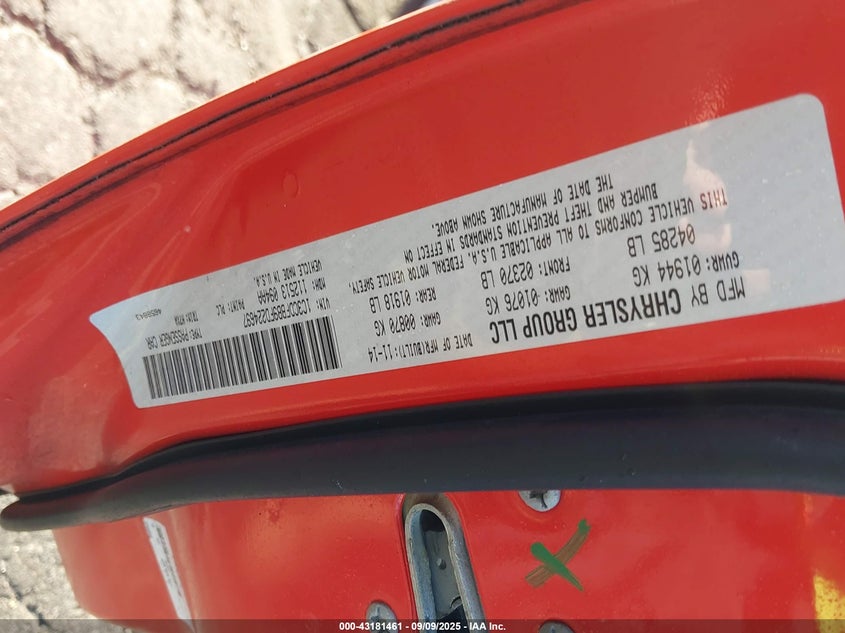 MFD BY CHRYSLER GROUP LLC
DATE OF MFR(BUILT):11-14
GVWR:01944 KG
04285 LB
GAWR FRONT: 01076 KG
02370 LB
GAWR REAR: 00870 KG
01918 LB
THIS VEHICLE CONFORMS TO ALL APPLICABLE U.S.A. FEDERAL MOTOR VEHICLE SAFETY,
BUMPER AND THEFT PREVENTION STANDARDS IN EFFECT ON
THE DATE OF MANUFACTURE SHOWN ABOVE.
VIN:
TYPE: PASSENGER CAR
MDH: 112513
PAINT:
TRIM:
VEHICLE MADE IN U.S.A.
000-43181461 - 09/09/2025 - IAA Inc.